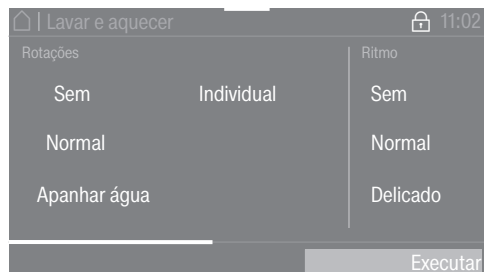 | Lavar e aquecer 11:02
Rotações Ritmo
Sem Individual Sem
Normal Normal
Apanhar água Delicado
Executar